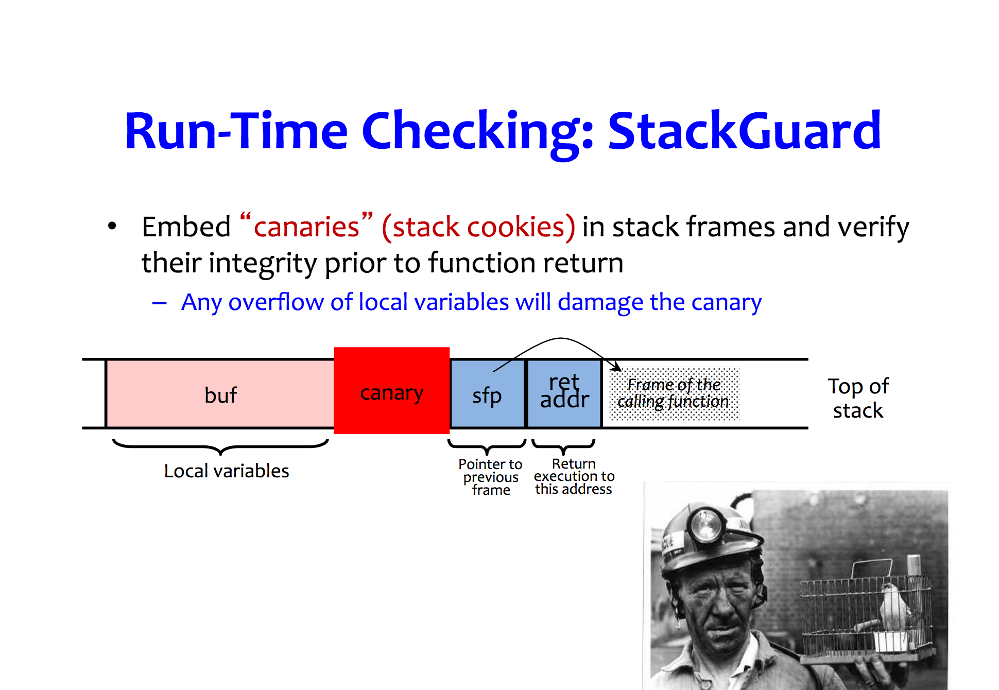 Run-Time Checking: StackGuard
• Embed “canaries” (stack cookies) in stack frames and verify
their integrity prior to function return
– Any overflow of local variables will damage the canary
buf
canary
sfp
ret
addr
Frame of the
calling function
Top of
stack
Local variables
Pointer to
previous
frame
Return
execution to
this address